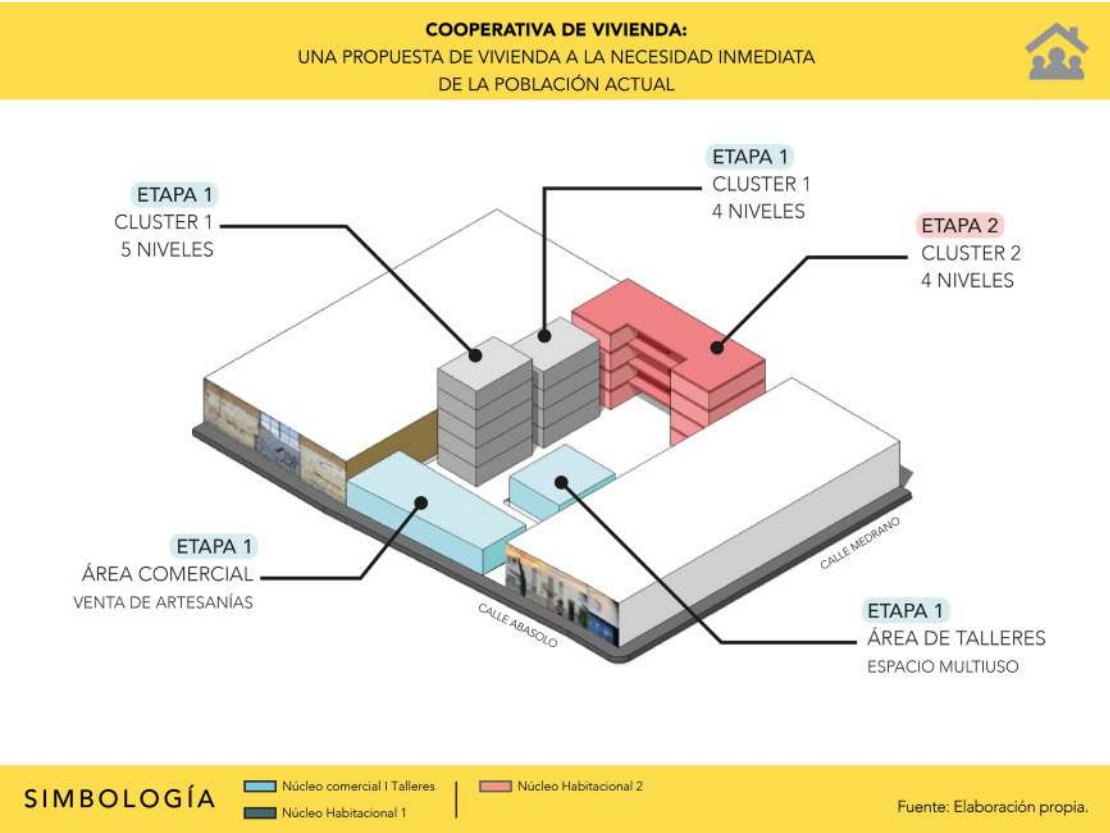 COOPERATIVA DE VIVIENDA:
UNA PROPUESTA DE VIVIENDA A LA NECESIDAD INMEDIATA
DE LA POBLACIÓN ACTUAL
ETAPA 1
CLUSTER 1
4 NIVELES
ETAPA 1
CLUSTER 1
5 NIVELES
ETAPA 2
CLUSTER 2
4 NIVELES
ETAPA 1
ÁREA COMERCIAL
VENTA DE ARTESANÍAS
CALLE MEDRANO
CALLE ABASOLO
ETAPA 1
ÁREA DE TALLERES
ESPACIO MULTIUSO
SIMBOLOGÍA
Núcleo comercial I Talleres
Núcleo Habitacional 1
Núcleo Habitacional 2
Fuente: Elaboración propia.